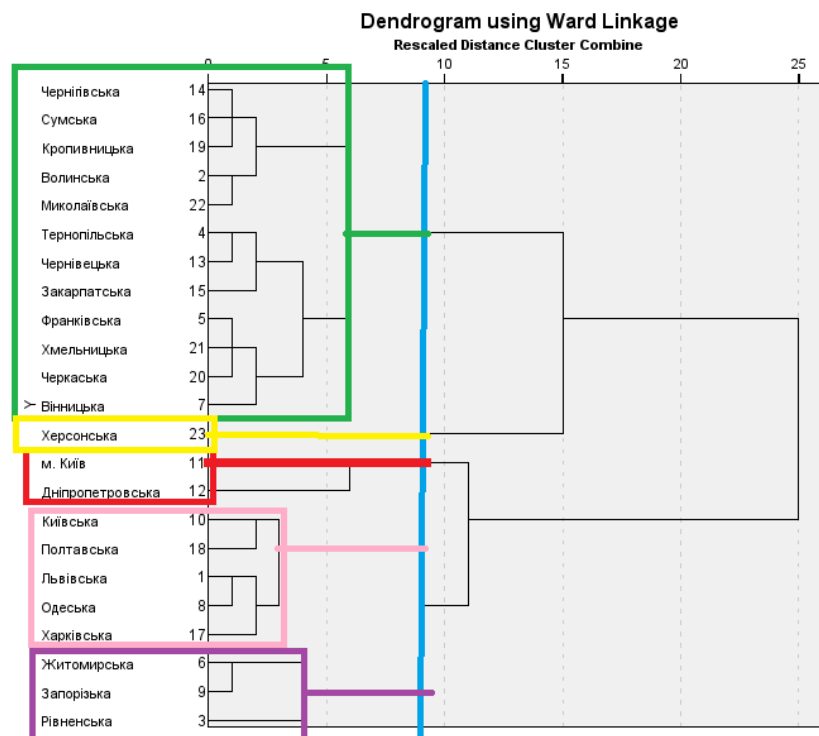 Dendrogram using Ward Linkage
Rescaled Distance Cluster Combine
0 5 10 15 20 25
Чернігівська 14
Сумська 16
Кропивницька 19
Волинська 2
Миколаївська 22
Тернопільська 4
Чернівецька 13
Закарпатська 15
Франківська 5
Хмельницька 21
Черкаська 20
Y Вінницька 7
Херсонська 23
м. Київ 11
Дніпропетровська 12
Київська 10
Полтавська 18
Львівська 1
Одеська 8
Харківська 17
Житомирська 6
Запорізька 9
Рівненська 3